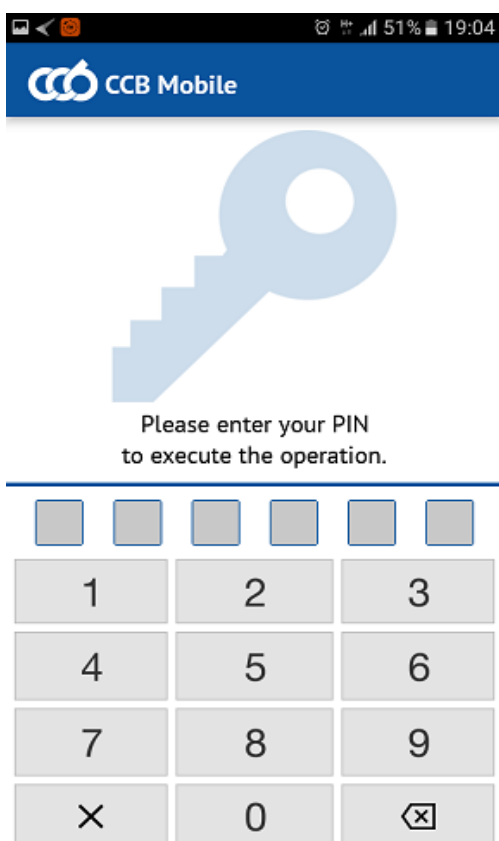 51% 19:04
CCB Mobile
Please enter your PIN
to execute the operation.
1 2 3
4 5 6
7 8 9
0